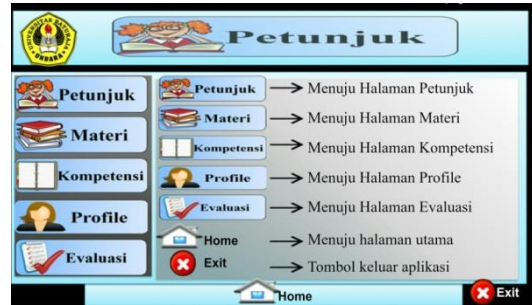 Petunjuk
Petunjuk
Materi
Kompetensi
Profile
Evaluasi
Petunjuk Menuju Halaman Petunjuk
Materi Menuju Halaman Materi
Kompetensi Menuju Halaman Kompetensi
Profile Menuju Halaman Profile
Evaluasi Menuju Halaman Evaluasi
Home Menuju halaman utama
Exit Tombol keluar aplikasi
Home
Exit